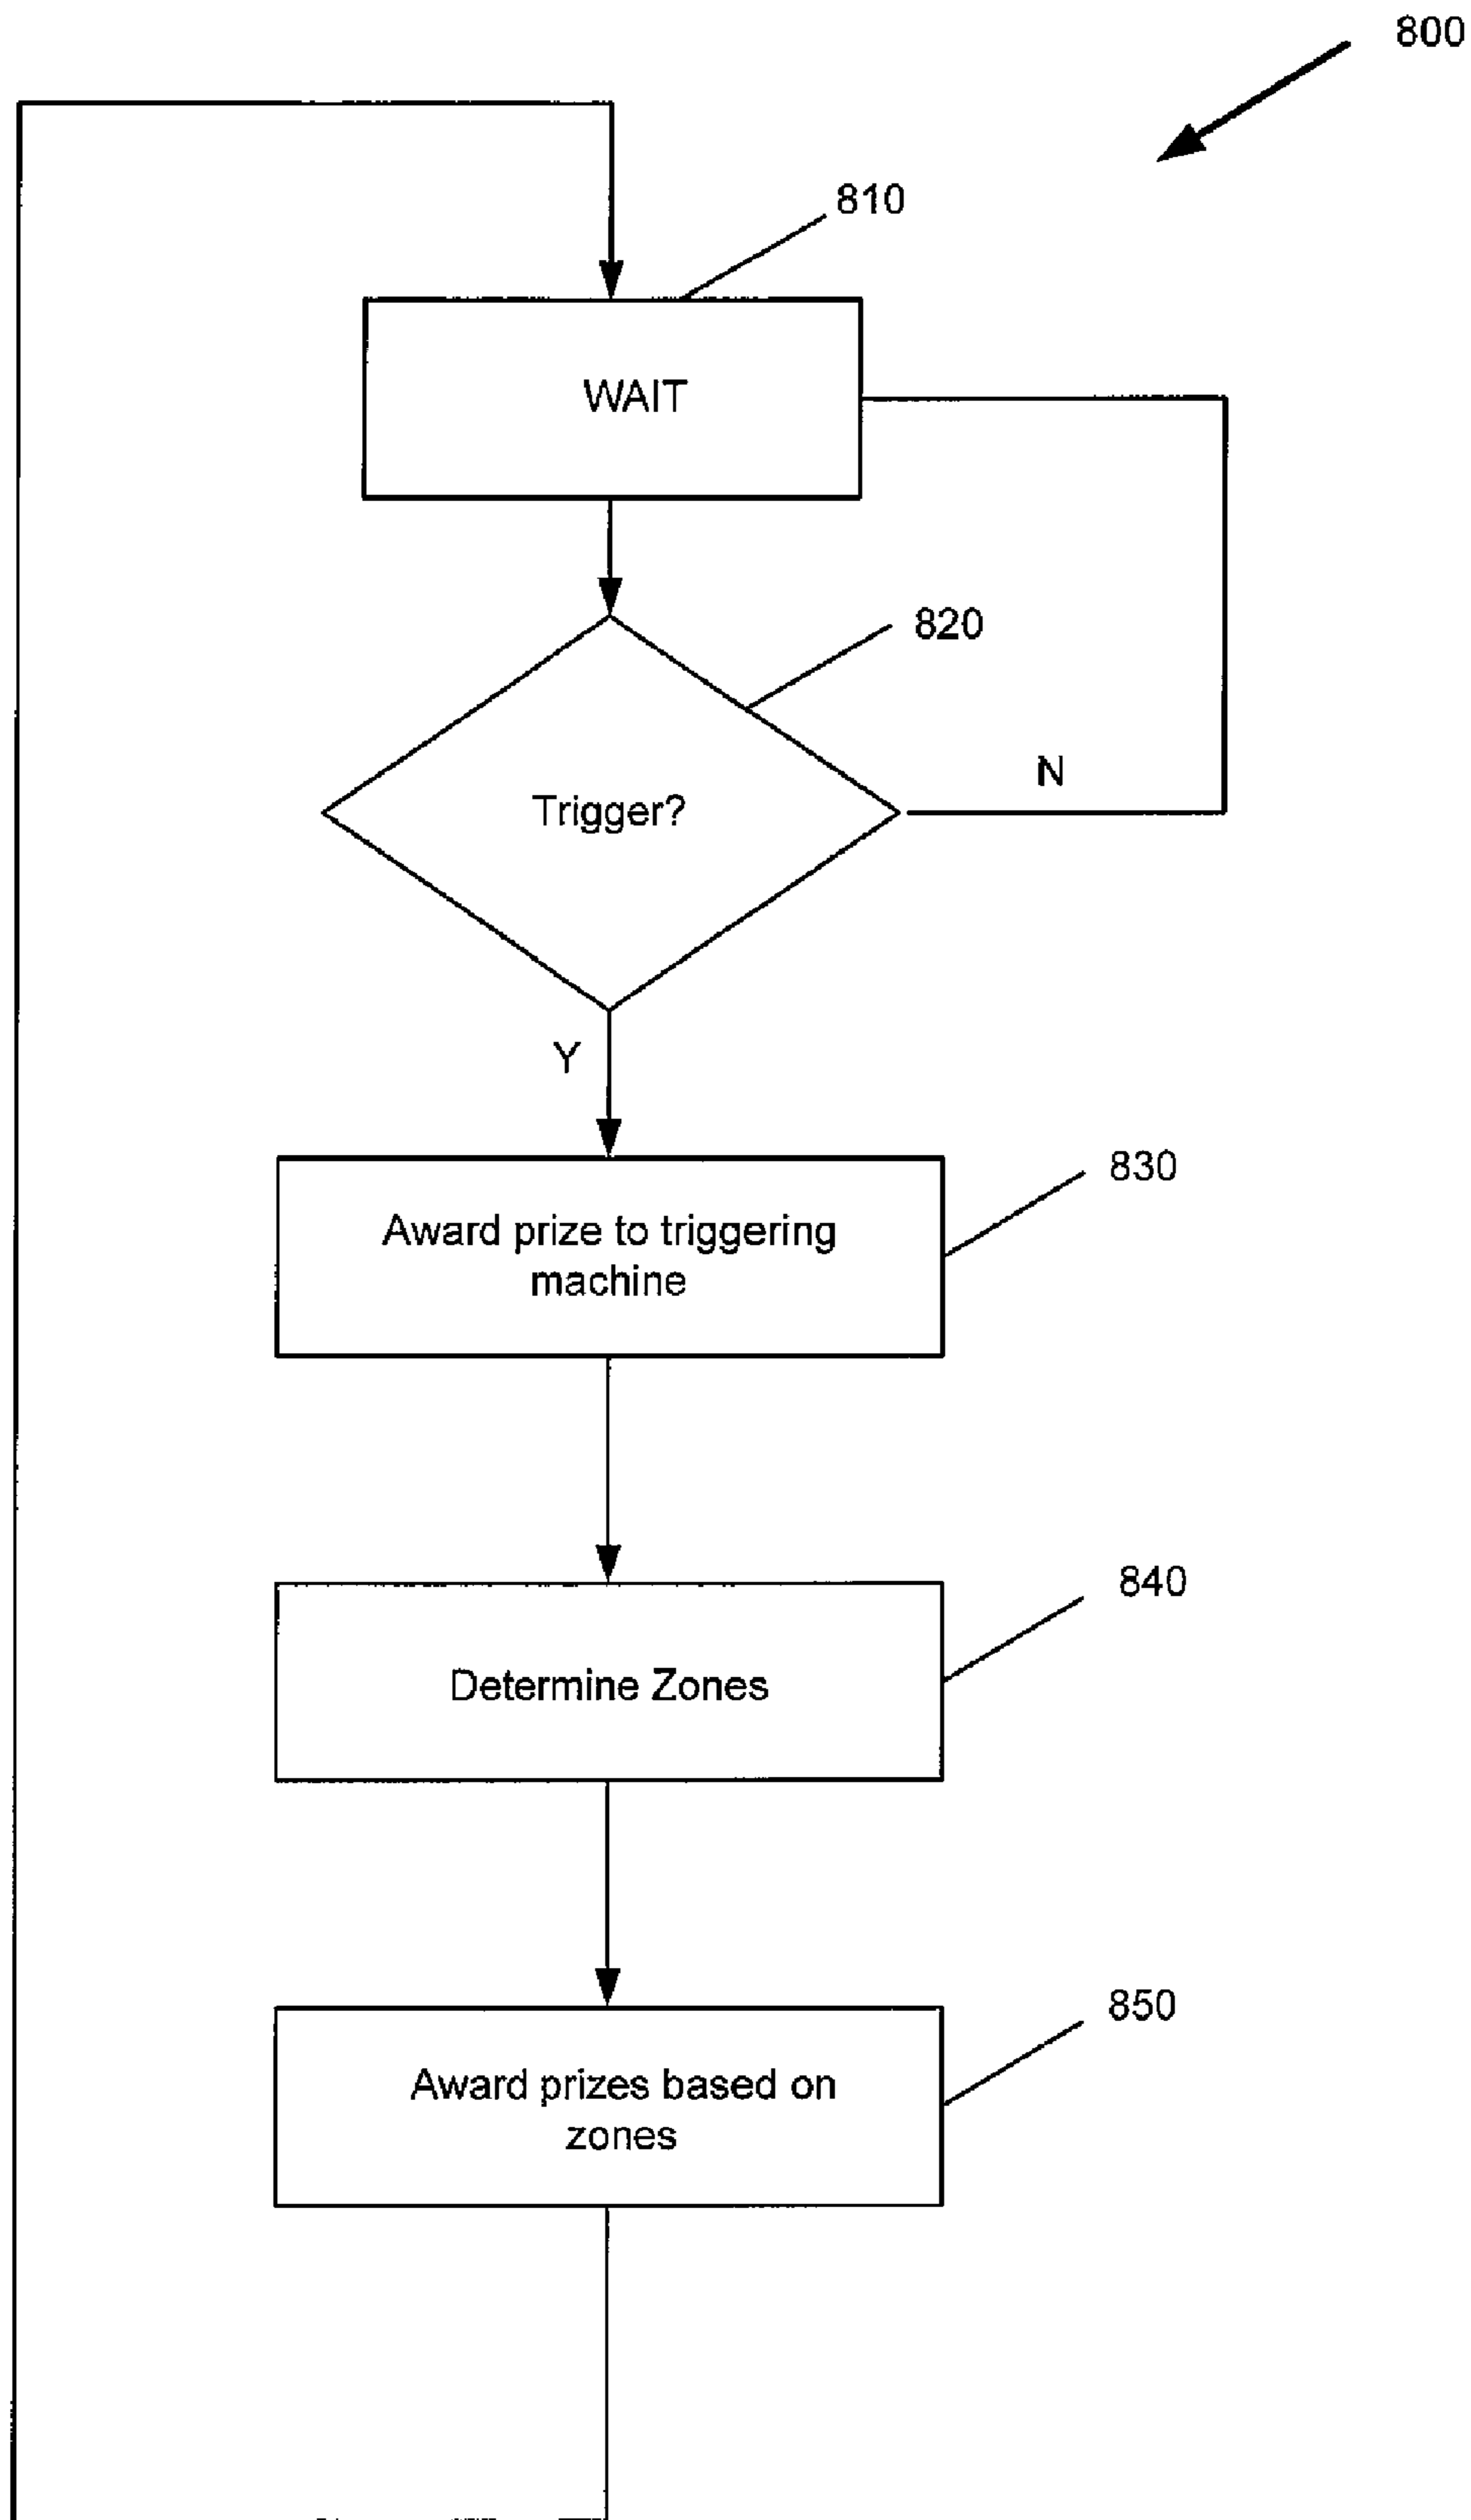 800
810
WAIT
820
Trigger?
N
Y
830
Award prize to triggering
machine
840
Determine Zones
850
Award prizes based on
zones